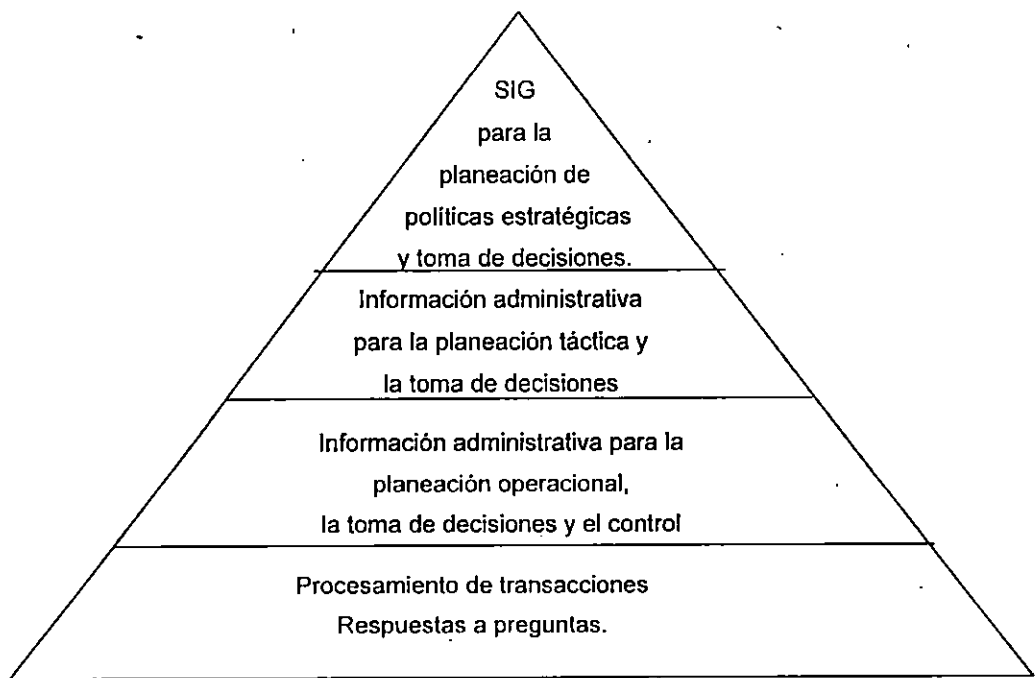 SIG
para la
planeación de
políticas estratégicas
y toma de decisiones.
Información administrativa
para la planeación táctica y
la toma de decisiones
Información administrativa para la
planeación operacional,
la toma de decisiones y el control
Procesamiento de transacciones
Respuestas a preguntas.